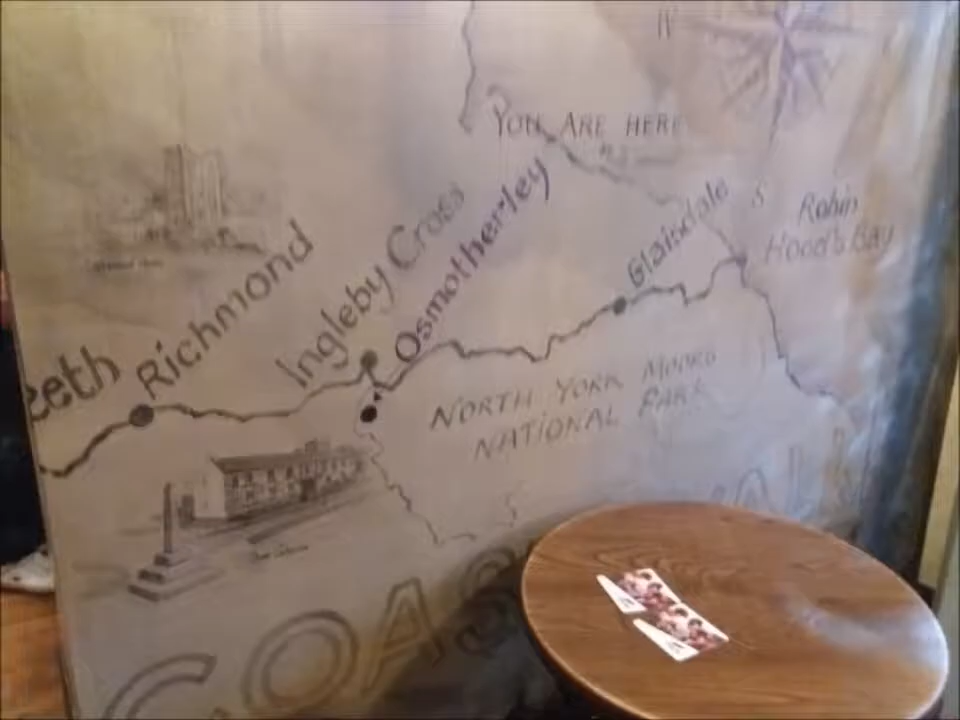 YOU ARE HERE
Robin
Hood's Bay
Glaisdale
Osmotherley
Ingleby Cross
Richmond
eeth
NORTH YORK MOORS
NATIONAL PARK
COAS